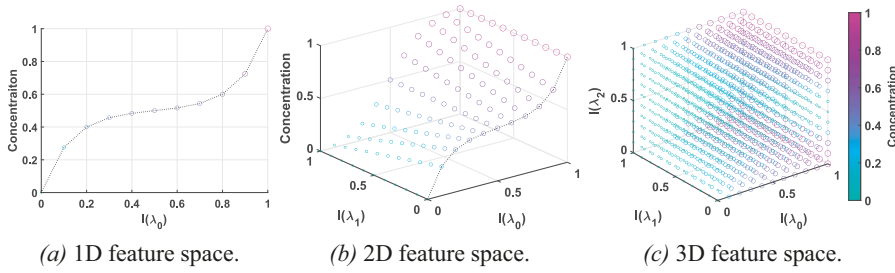 1
0.8
0.6
0.4
0.2
0
0 0.2 0.4 0.6 0.8 1
Concentraiton
I(λ0)
1
0.5
0
Concentration
1 0.5 0
I(λ1)
0 0.5 1
I(λ0)
1
0.5
0
I(λ2)
1 0.5 0
I(λ1)
0 0.5 1
I(λ0)
1
0.8
0.6
0.4
0.2
0
Concentration
(a) 1D feature space.
(b) 2D feature space.
(c) 3D feature space.